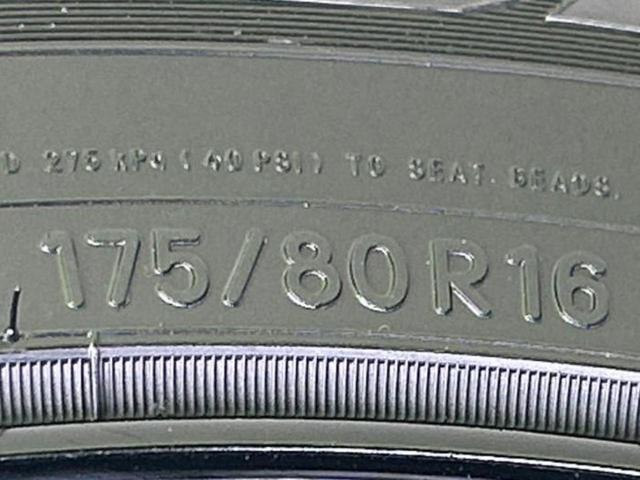 D 275 KPA (40 PSI) TO SEAT BEADS.
175/80R16